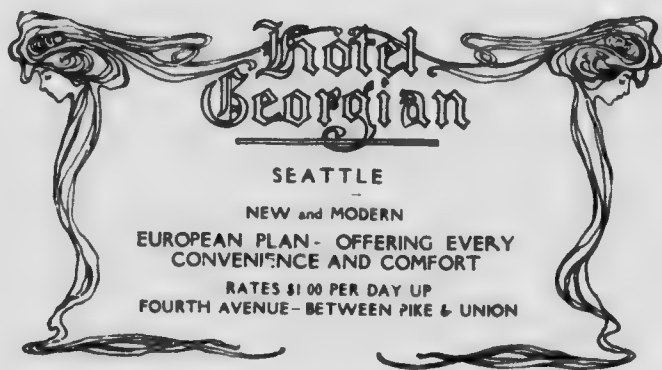 Hotel
Georgian
SEATTLE
NEW and MODERN
EUROPEAN PLAN - OFFERING EVERY
CONVENIENCE AND COMFORT
RATES $1 00 PER DAY UP
FOURTH AVENUE - BETWEEN PIKE & UNION